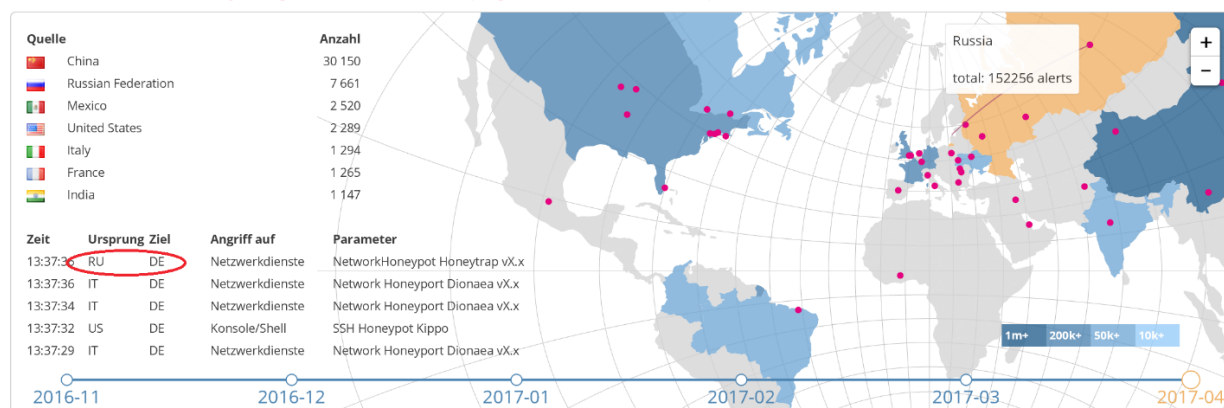 Quelle Anzahl
China 30 150
Russian Federation 7 661
Mexico 2 520
United States 2 289
Italy 1 294
France 1 265
India 1 147
Russia
total: 152256 alerts
+
−
Zeit Ursprung Ziel Angriff auf Parameter
13:37:36 RU DE Netzwerkdienste NetworkHoneypot Honeytrap vX.x
13:37:36 IT DE Netzwerkdienste Network Honeyport Dionaea vX.x
13:37:34 IT DE Netzwerkdienste Network Honeyport Dionaea vX.x
13:37:32 US DE Konsole/Shell SSH Honeypot Kippo
13:37:29 IT DE Netzwerkdienste Network Honeyport Dionaea vX.x
1m+ 200k+ 50k+ 10k+
2016-11 2016-12 2017-01 2017-02 2017-03 2017-04